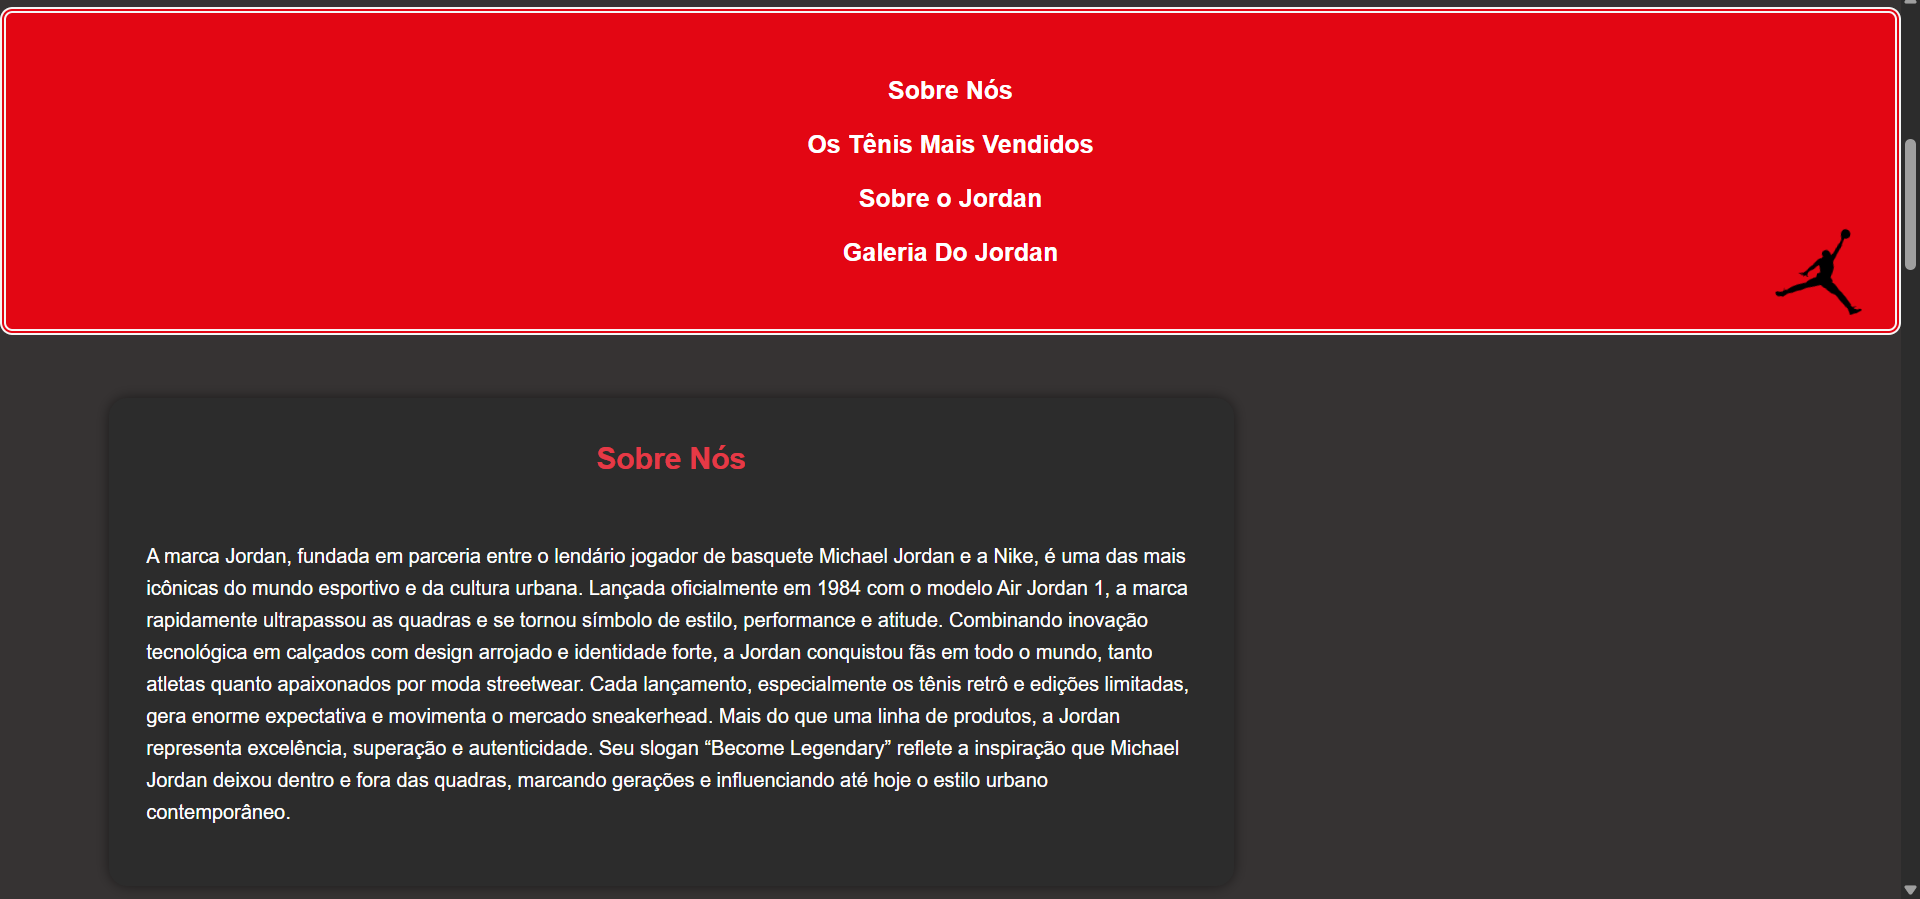 Sobre Nós
Os Tênis Mais Vendidos
Sobre o Jordan
Galeria Do Jordan
Sobre Nós
A marca Jordan, fundada em parceria entre o lendário jogador de basquete Michael Jordan e a Nike, é uma das mais
icônicas do mundo esportivo e da cultura urbana. Lançada oficialmente em 1984 com o modelo Air Jordan 1, a marca
rapidamente ultrapassou as quadras e se tornou símbolo de estilo, performance e atitude. Combinando inovação
tecnológica em calçados com design arrojado e identidade forte, a Jordan conquistou fãs em todo o mundo, tanto
atletas quanto apaixonados por moda streetwear. Cada lançamento, especialmente os tênis retrô e edições limitadas,
gera enorme expectativa e movimenta o mercado sneakerhead. Mais do que uma linha de produtos, a Jordan
representa excelência, superação e autenticidade. Seu slogan “Become Legendary” reflete a inspiração que Michael
Jordan deixou dentro e fora das quadras, marcando gerações e influenciando até hoje o estilo urbano
contemporâneo.